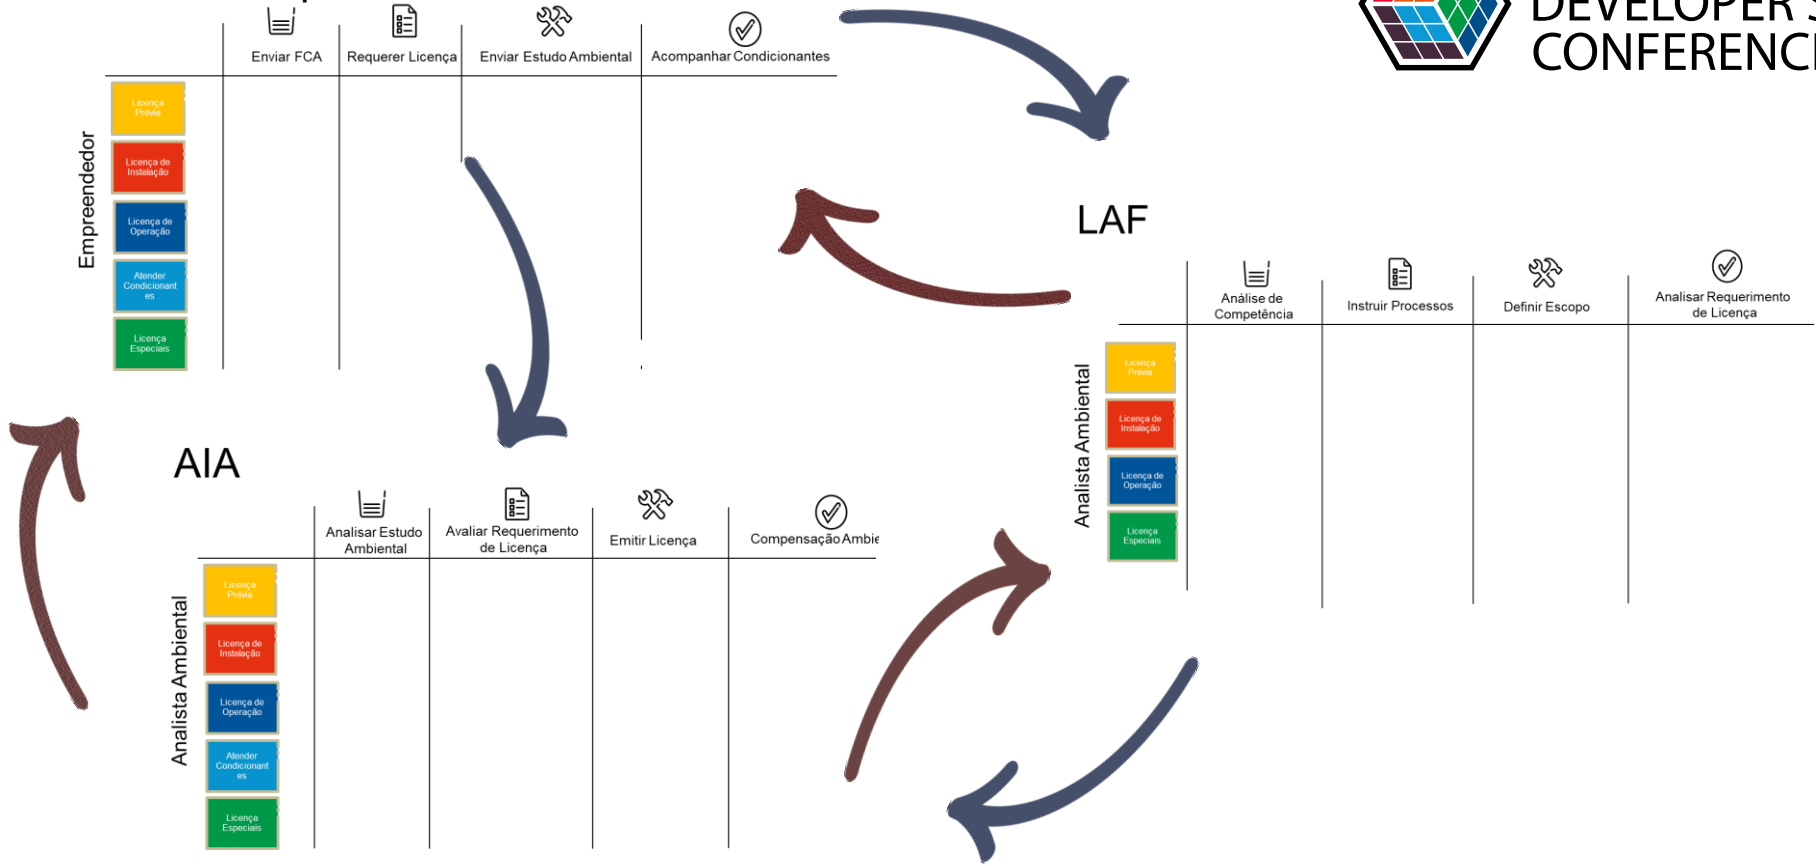 DEVELOPER'S
CONFERENC
Enviar FCA
Requerer Licença
Enviar Estudo Ambiental
Acompanhar Condicionantes
Empreendedor
Licença
Prévia
Licença de
Instalação
Licença de
Operação
Atender
Condicionant
es
Licença
Especiais
LAF
Análise de
Competência
Instruir Processos
Definir Escopo
Analisar Requerimento
de Licença
Analista Ambiental
Licença
Prévia
Licença de
Instalação
Licença de
Operação
Licença
Especiais
AIA
Analisar Estudo
Ambiental
Avaliar Requerimento
de Licença
Emitir Licença
Compensação Ambie
Analista Ambiental
Licença
Prévia
Licença de
Instalação
Licença de
Operação
Atender
Condicionant
es
Licença
Especiais